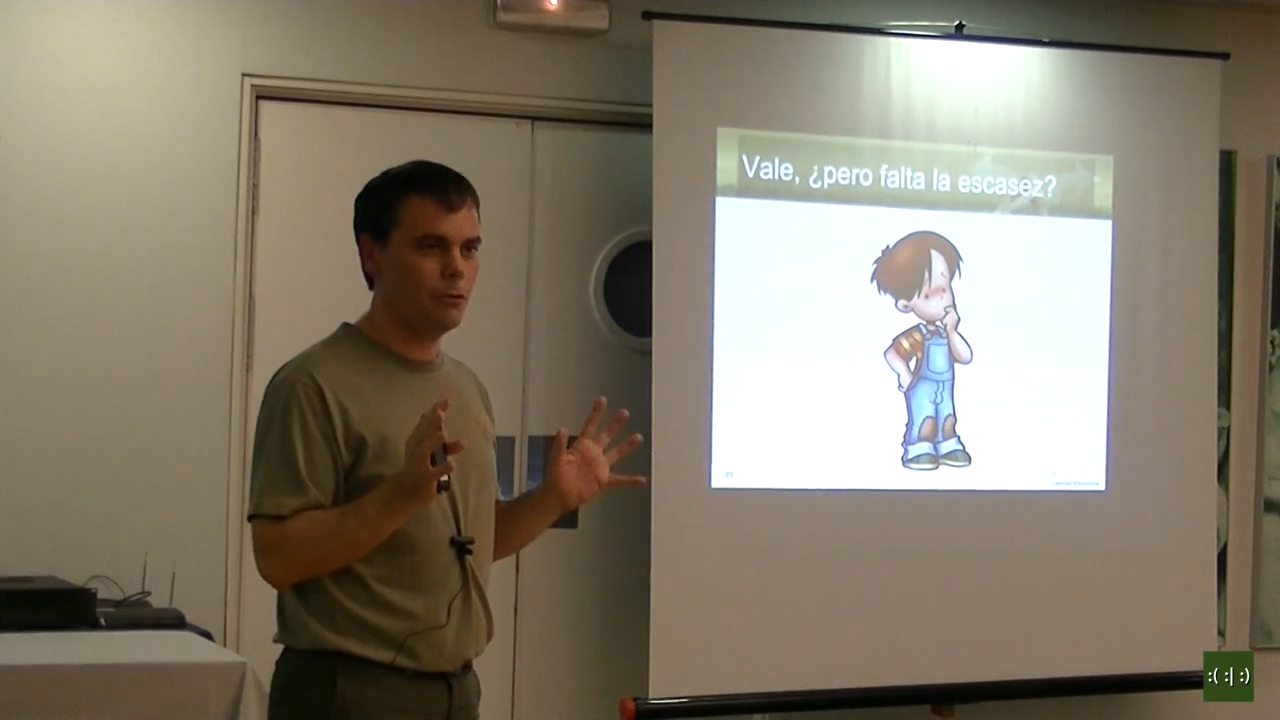 Vale, ¿pero falta la escasez?
:( :| :)